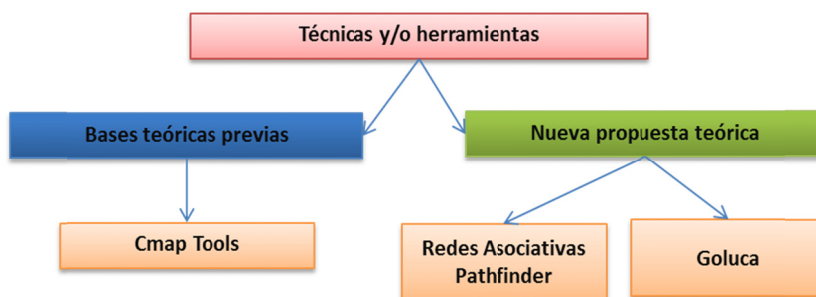 Técnicas y/o herramientas
Bases teóricas previas
Nueva propuesta teórica
Cmap Tools
Redes Asociativas
Pathfinder
Goluca